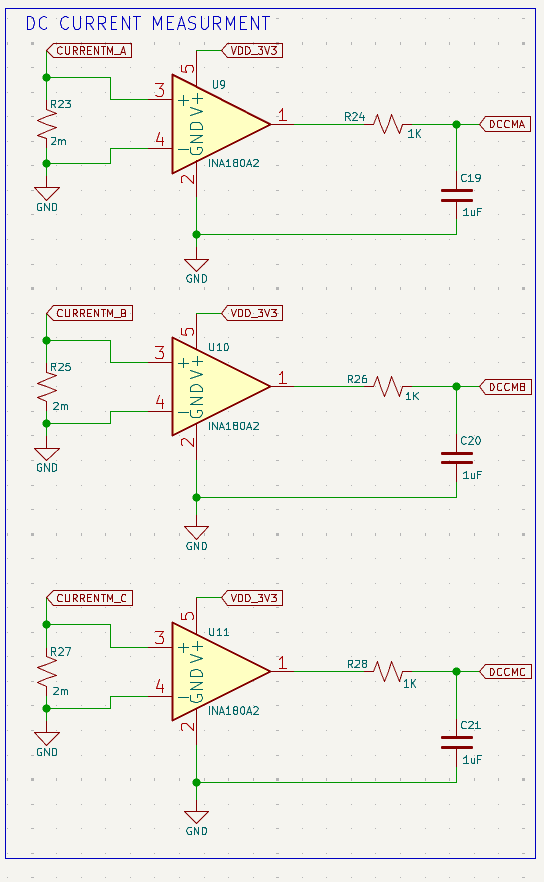 DC CURRENT MEASURMENT
CURRENTM_A
VDD_3V3
5
U9
R23
2m
3
+
V+
4
-
GND
2
INA180A2
1
R24
1K
DCCMA
C19
1uF
GND
GND
CURRENTM_B
VDD_3V3
5
U10
R25
2m
3
+
V+
4
-
GND
2
INA180A2
1
R26
1K
DCCMB
C20
1uF
GND
GND
CURRENTM_C
VDD_3V3
5
U11
R27
2m
3
+
V+
4
-
GND
2
INA180A2
1
R28
1K
DCCMC
C21
1uF
GND
GND